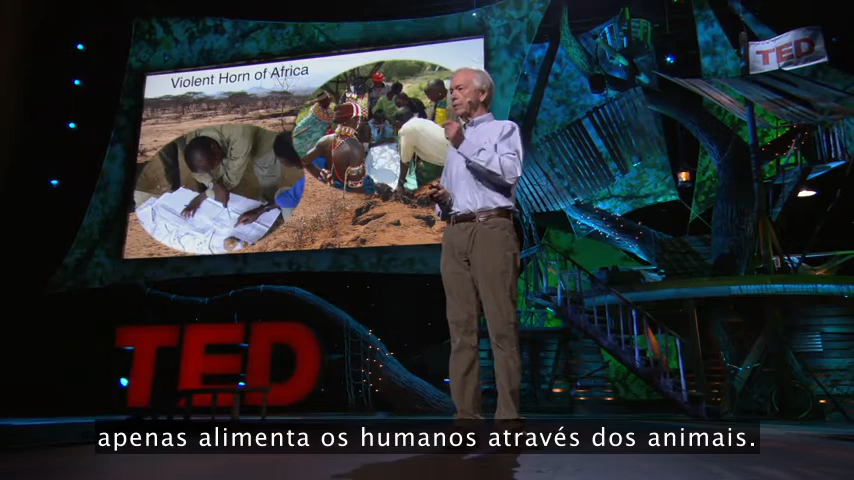 Violent Horn of Africa
TED
TED
apenas alimenta os humanos através dos animais.